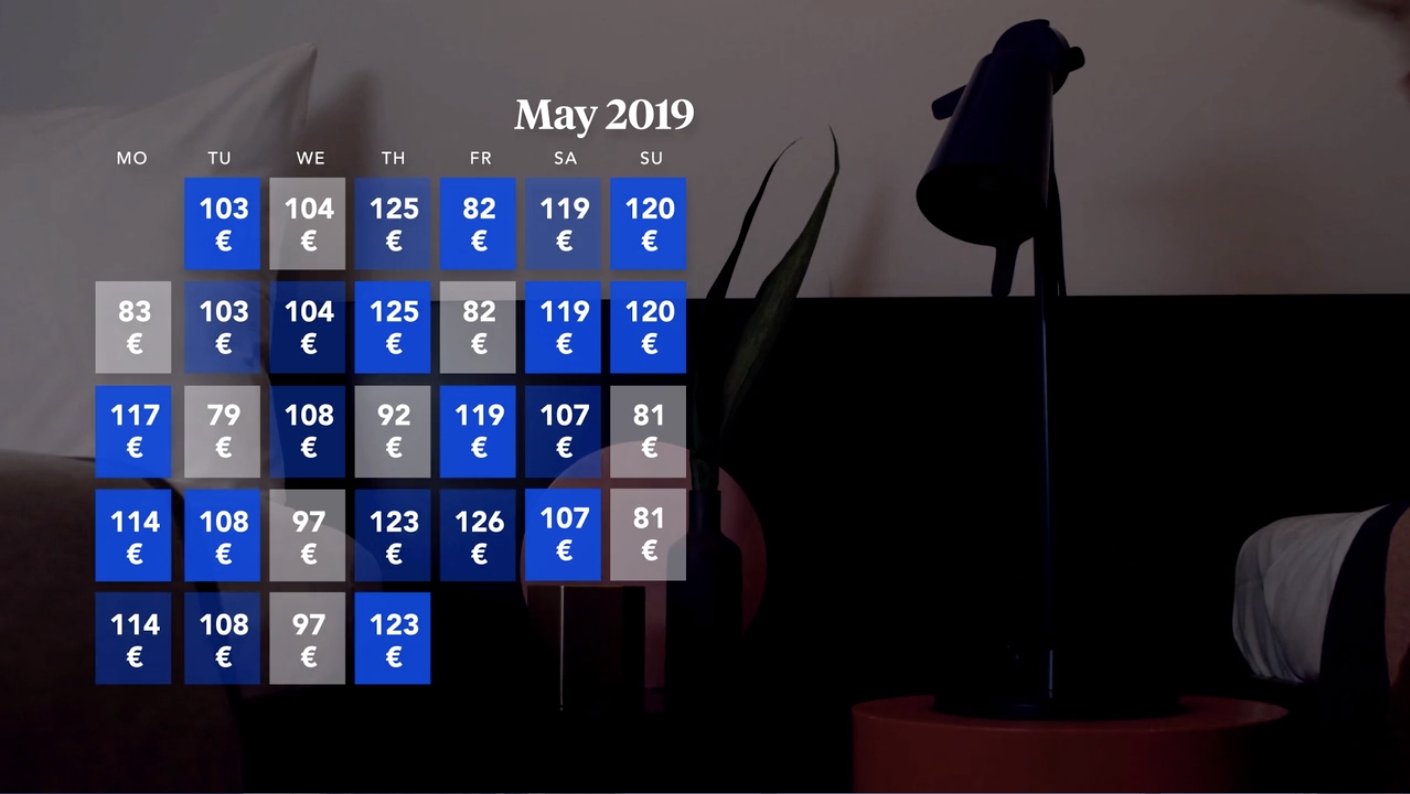 May 2019
MO TU WE TH FR SA SU
103 104 125 82 119 120
€ € € € € €
83 103 104 125 82 119 120
€ € € € € € €
117 79 108 92 119 107 81
€ € € € € € €
114 108 97 123 126 107 81
€ € € € € € €
114 108 97 123
€ € € €